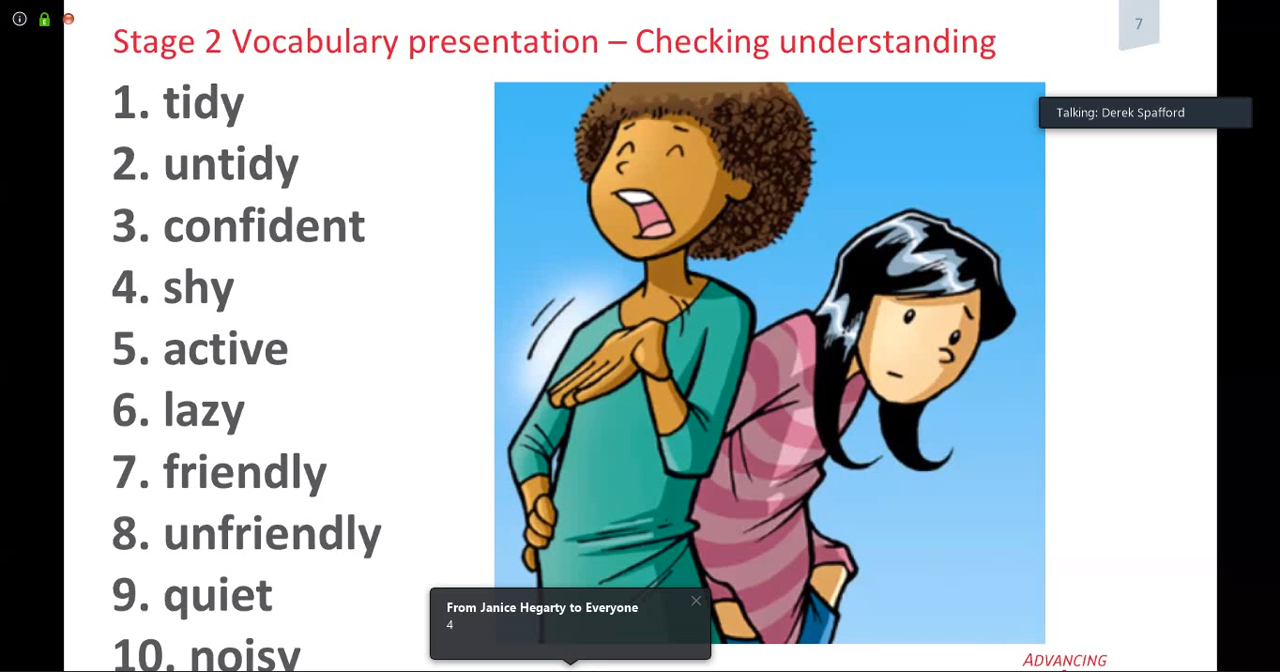 Stage 2 Vocabulary presentation – Checking understanding
7
1. tidy
2. untidy
3. confident
4. shy
5. active
6. lazy
7. friendly
8. unfriendly
9. quiet
10. noisy
Talking: Derek Spafford
From Janice Hegarty to Everyone
4
ADVANCING